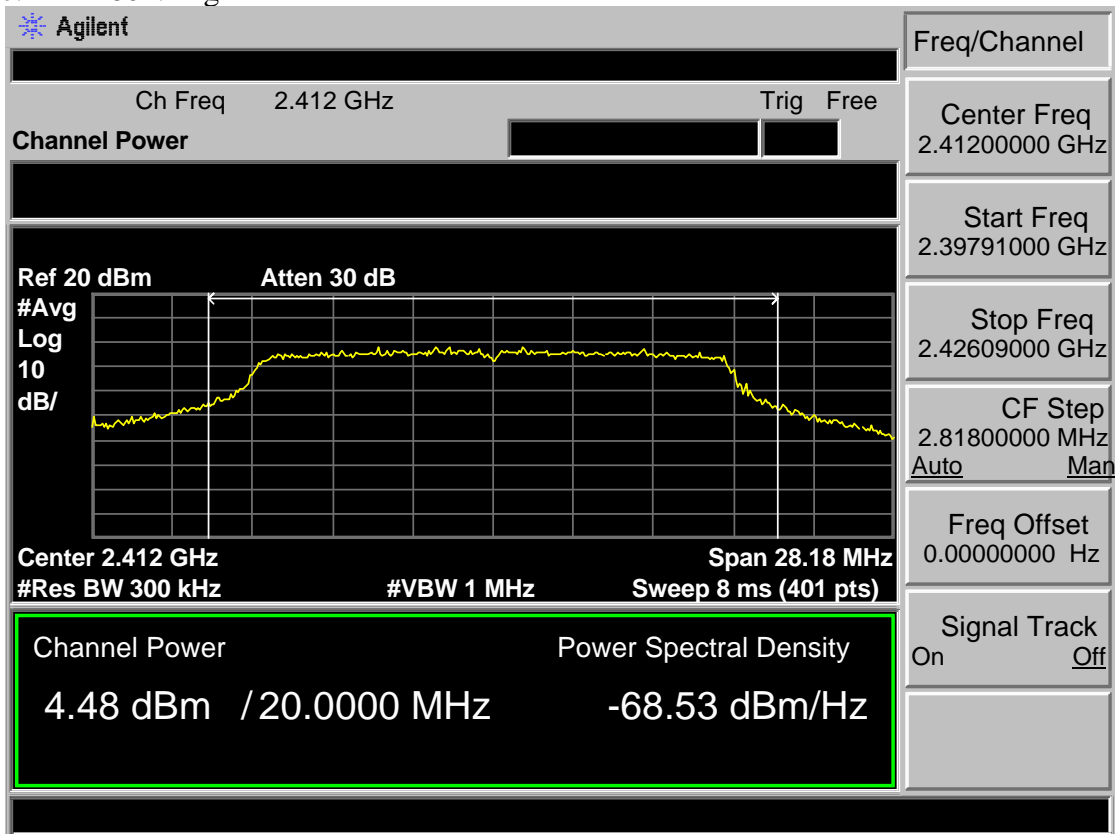 Agilent
Freq/Channel
Ch Freq 2.412 GHz Trig Free
Channel Power
Center Freq
2.41200000 GHz
Start Freq
2.39791000 GHz
Ref 20 dBm Atten 30 dB
#Avg
Log
10
dB/
Stop Freq
2.42609000 GHz
CF Step
2.81800000 MHz
Auto Man
Freq Offset
0.00000000 Hz
Center 2.412 GHz Span 28.18 MHz
#Res BW 300 kHz #VBW 1 MHz Sweep 8 ms (401 pts)
Signal Track
On Off
Channel Power Power Spectral Density
4.48 dBm / 20.0000 MHz -68.53 dBm/Hz